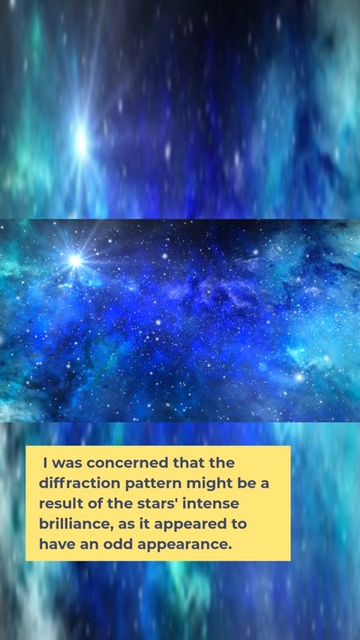 I was concerned that the
diffraction pattern might be a
result of the stars' intense
brilliance, as it appeared to
have an odd appearance.